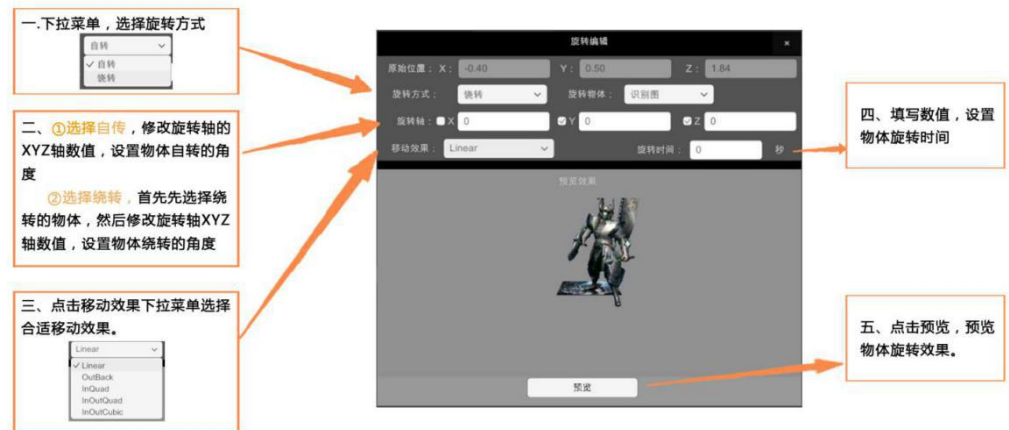 一.下拉菜单，选择旋转方式
自转
✓ 自转
饶转
二、①选择自传，修改旋转轴的
XYZ轴数值，设置物体自转的角
度
②选择绕转，首先先选择绕
转的物体，然后修改旋转轴XYZ
轴数值，设置物体绕转的角度
三、点击移动效果下拉菜单选择
合适移动效果。
Linear
✓ Linear
OutBack
InQuad
InOutQuad
InOutCubic
旋转编辑 ×
原始位置： X： -0.40 Y： 0.50 Z： 1.84
旋转方式：饶转 旋转物体： 识别图
旋转轴： X 0 Y 0 Z 0
移动效果： Linear 旋转时间： 0 秒
预览效果
预览
四、填写数值，设置
物体旋转时间
五、点击预览，预览
物体旋转效果。